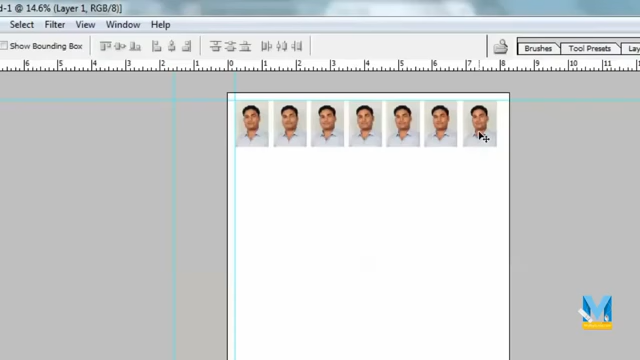 d-1 @ 14.6% (Layer 1, RGB/8)]
Select Filter View Window Help
Show Bounding Box
Brushes Tool Presets Lay
6 5 4 3 2 1 0 1 2 3 4 5 6 7 8 9 10 11